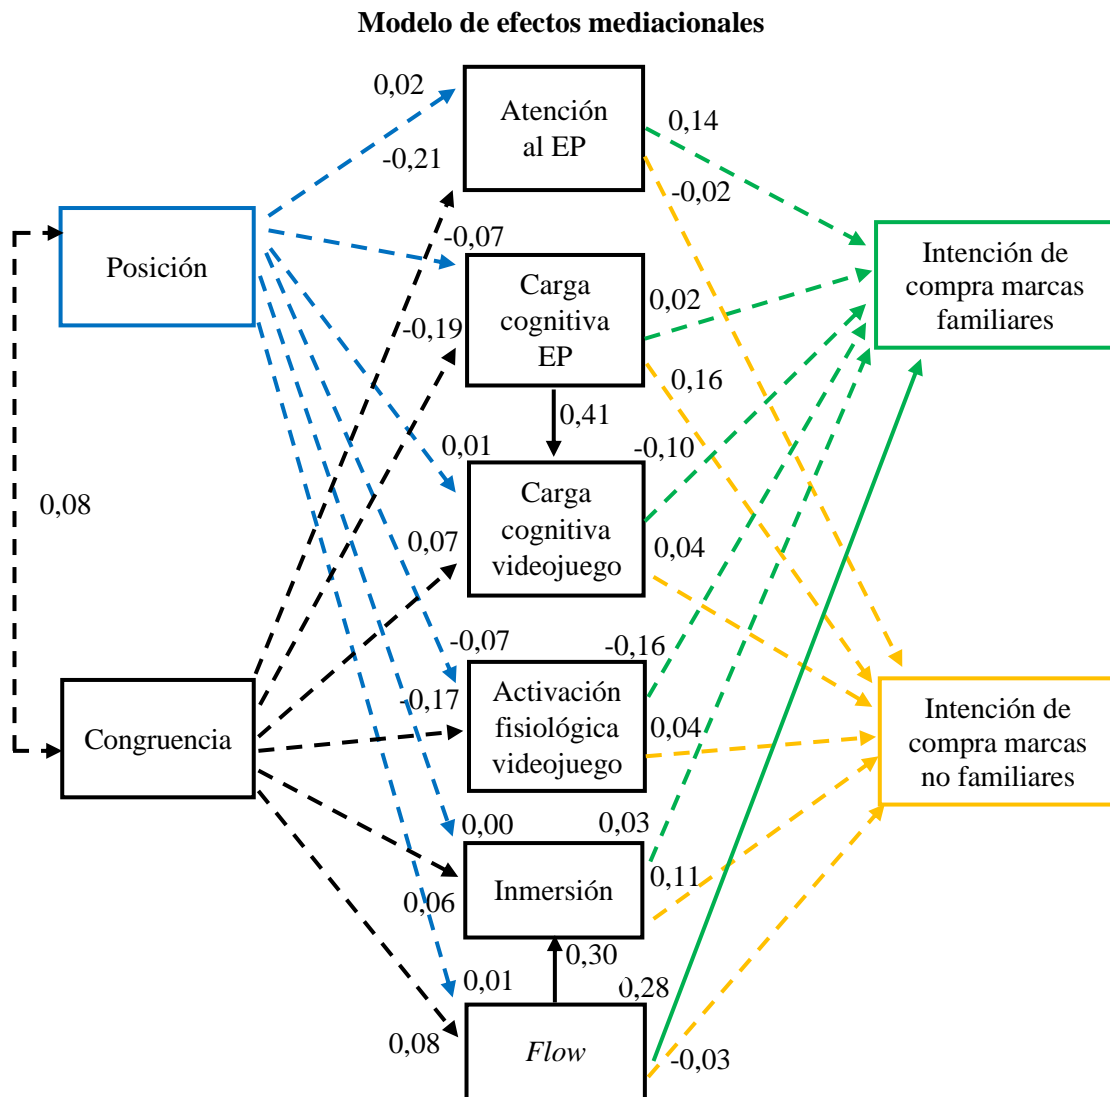 Modelo de efectos mediacionales
0,02
Atención
al EP
0,14
-0,21
-0,02
Posición
-0,07
Carga
cognitiva
EP
0,02
Intención de
compra marcas
familiares
-0,19
0,16
0,41
0,01
-0,10
0,08
Carga
cognitiva
videojuego
0,07
0,04
-0,07
-0,16
Congruencia
-0,17
Activación
fisiológica
videojuego
0,04
Intención de
compra marcas
no familiares
0,00
0,03
Inmersión
0,06
0,11
0,30
0,01
0,28
0,08
Flow
-0,03